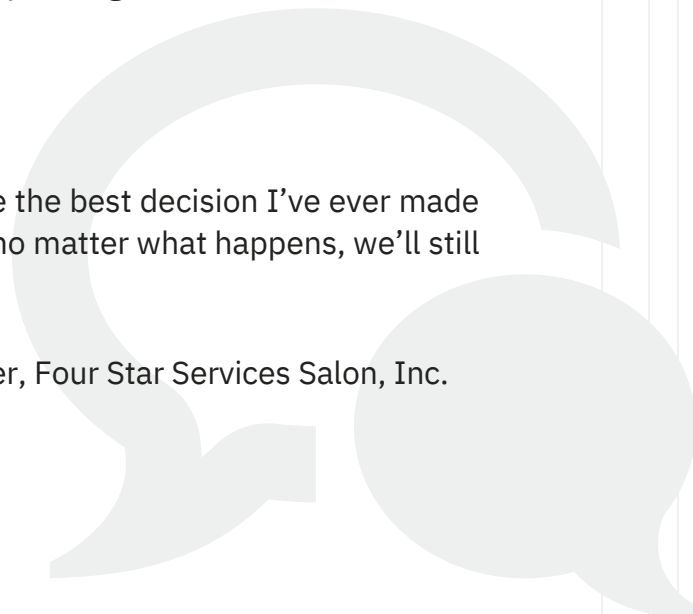 e the best decision I’ve ever made
no matter what happens, we’ll still
er, Four Star Services Salon, Inc.